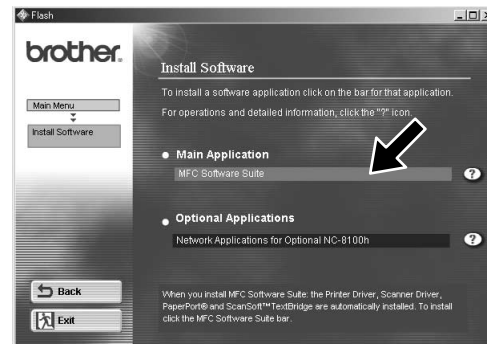 Flash
brother.
Main Menu
Install Software
Install Software
To install a software application click on the bar for that application.
For operations and detailed information, click the "?" icon.
Main Application
MFC Software Suite
?
Optional Applications
Network Applications for Optional NC-8100h
?
When you install MFC Software Suite: the Printer Driver, Scanner Driver,
PaperPort® and ScanSoft™ TextBridge are automatically installed. To install
click the MFC Software Suite bar.
Back
Exit